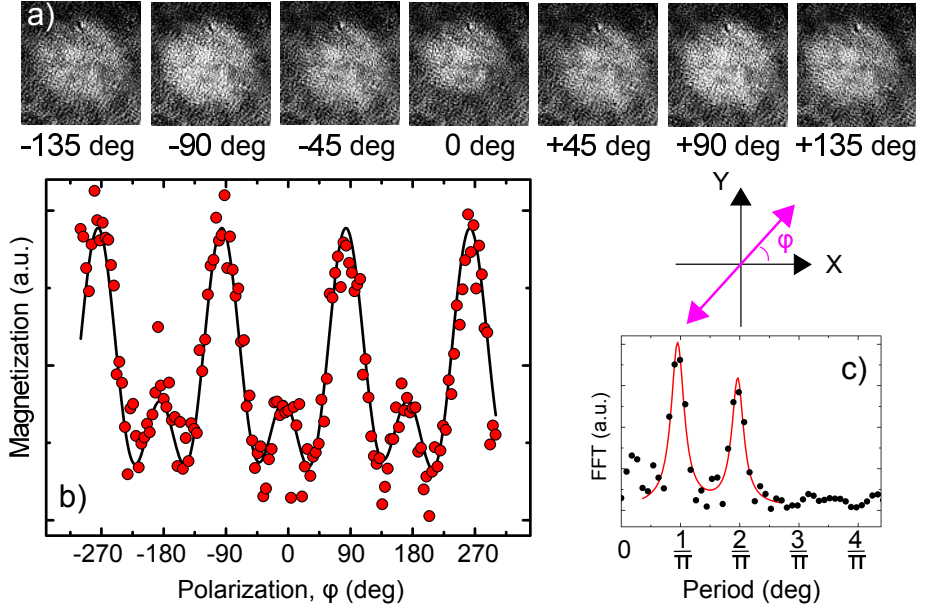 a)
-135 deg -90 deg -45 deg 0 deg +45 deg +90 deg +135 deg
Magnetization (a.u.)
b)
-270 -180 -90 0 90 180 270
Polarization, φ (deg)
Y
φ
X
c)
FFT (a.u.)
0 1/π 2/π 3/π 4/π
Period (deg)